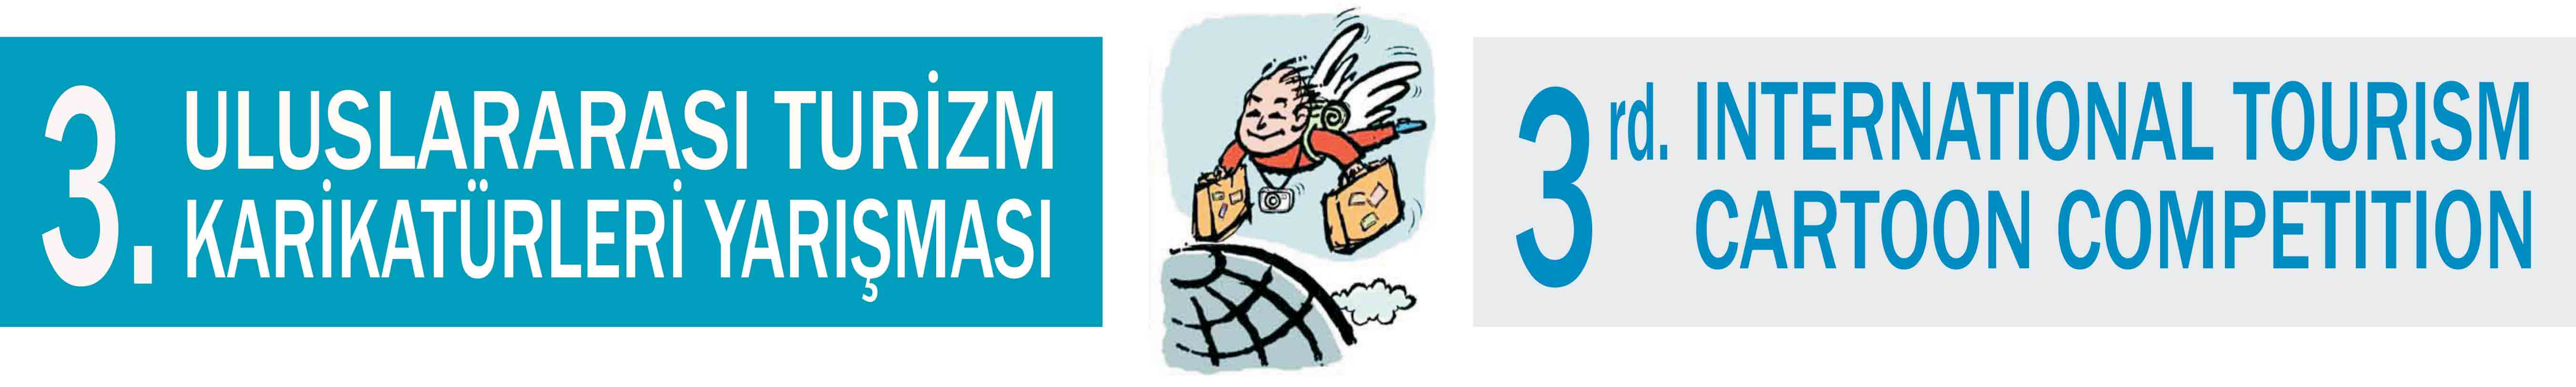 3. ULUSLARARASI TURİZM
KARİKATÜRLERİ YARIŞMASI
3rd. INTERNATIONAL TOURISM
CARTOON COMPETITION